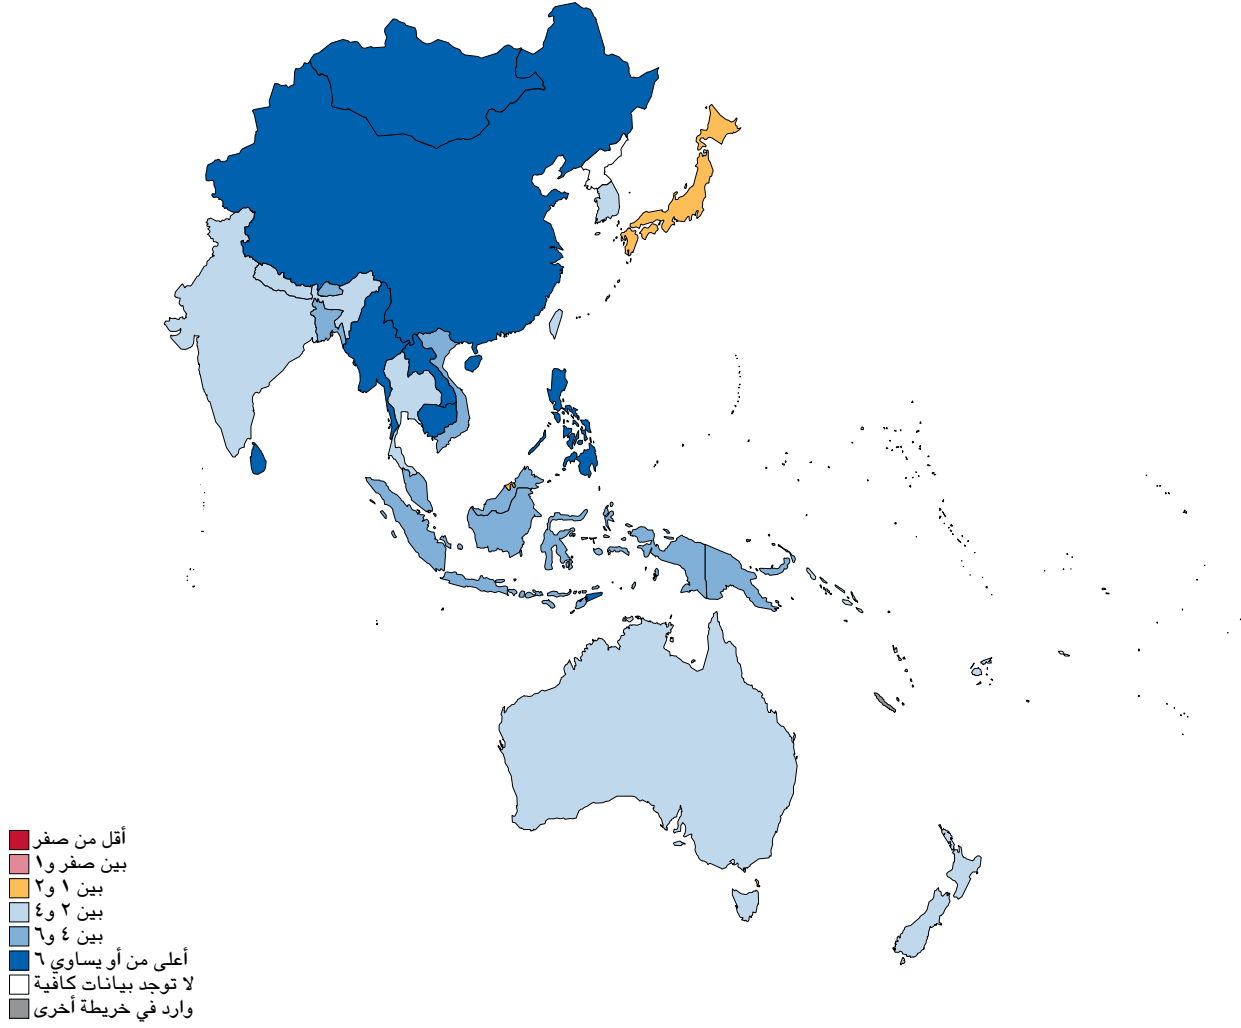 أقل من صفر
بين صفر و١
بين ١ و٢
بين ٢ و٤
بين ٤ و٦
أعلى من أو يساوي ٦
لا توجد بيانات كافية
وارد في خريطة أخرى